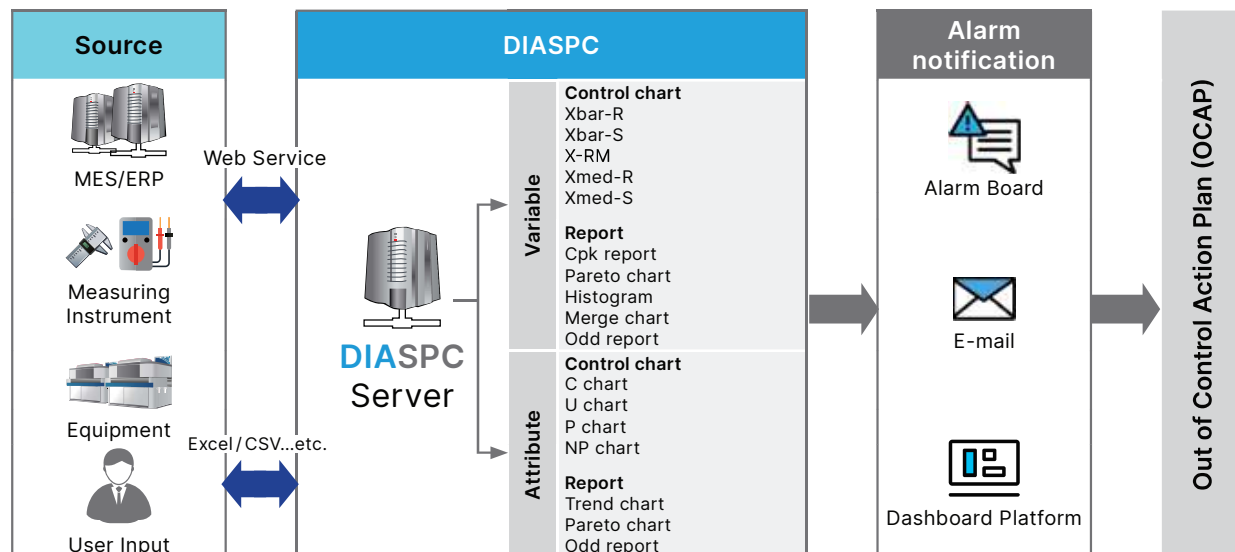 Source
MES/ERP
Measuring
Instrument
Equipment
User Input
Web Service
Excel/CSV...etc.
DIASPC
DIASPC
Server
Variable
Control chart
Xbar-R
Xbar-S
X-RM
Xmed-R
Xmed-S
Report
Cpk report
Pareto chart
Histogram
Merge chart
Odd report
Attribute
Control chart
C chart
U chart
P chart
NP chart
Report
Trend chart
Pareto chart
Odd report
Alarm
notification
Alarm Board
E-mail
Dashboard Platform
Out of Control Action Plan (OCAP)